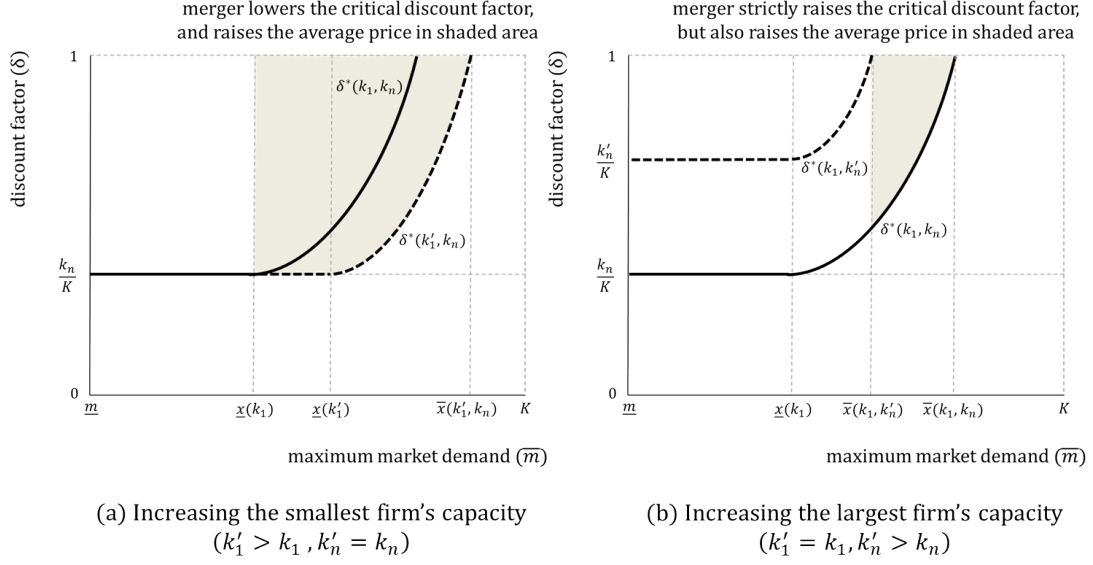 merger lowers the critical discount factor,
and raises the average price in shaded area
discount factor (δ)
1
δ*(k₁, kₙ)
δ*(k′₁, kₙ)
kₙ/K
0
m̲
x̲(k₁)
x̲(k′₁)
x̅(k′₁, kₙ)
K
maximum market demand (m̅)
(a) Increasing the smallest firm's capacity
(k′₁ > k₁ , k′ₙ = kₙ)
merger strictly raises the critical discount factor,
but also raises the average price in shaded area
discount factor (δ)
1
k′ₙ/K
δ*(k₁, k′ₙ)
δ*(k₁, kₙ)
kₙ/K
0
m̲
x̲(k₁)
x̅(k₁, k′ₙ)
x̅(k₁, kₙ)
K
maximum market demand (m̅)
(b) Increasing the largest firm's capacity
(k′₁ = k₁, k′ₙ > kₙ)